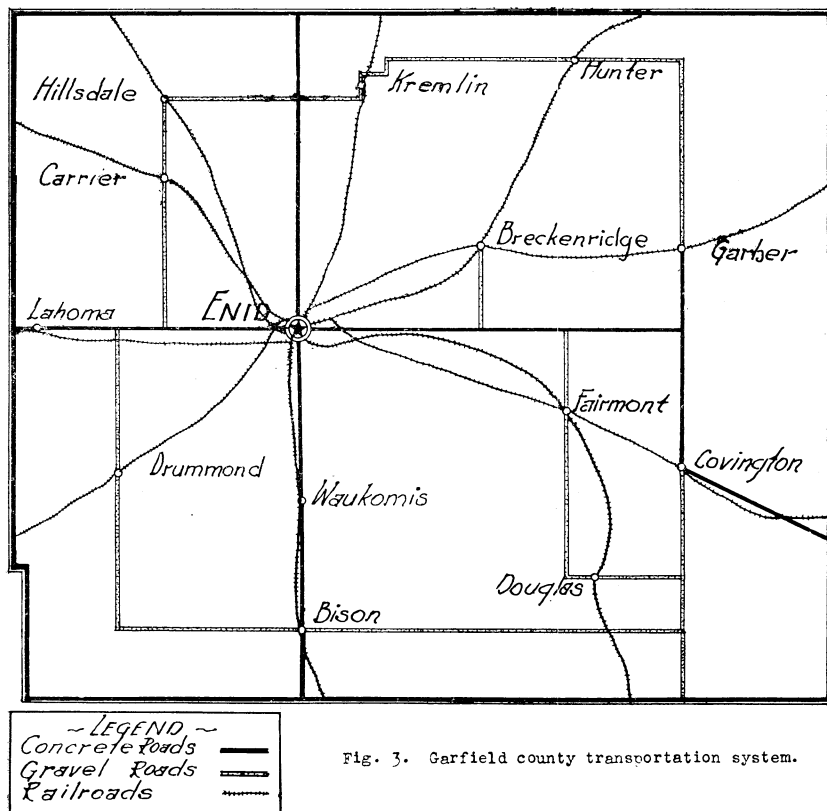 Hillsdale
Kremlin
Hunter
Carrier
Breckenridge
Garber
Lahoma
ENID
Fairmont
Drummond
Covington
Waukomis
Douglas
Bison
~ LEGEND ~
Concrete Roads
Gravel Roads
Railroads
Fig. 3. Garfield county transportation system.